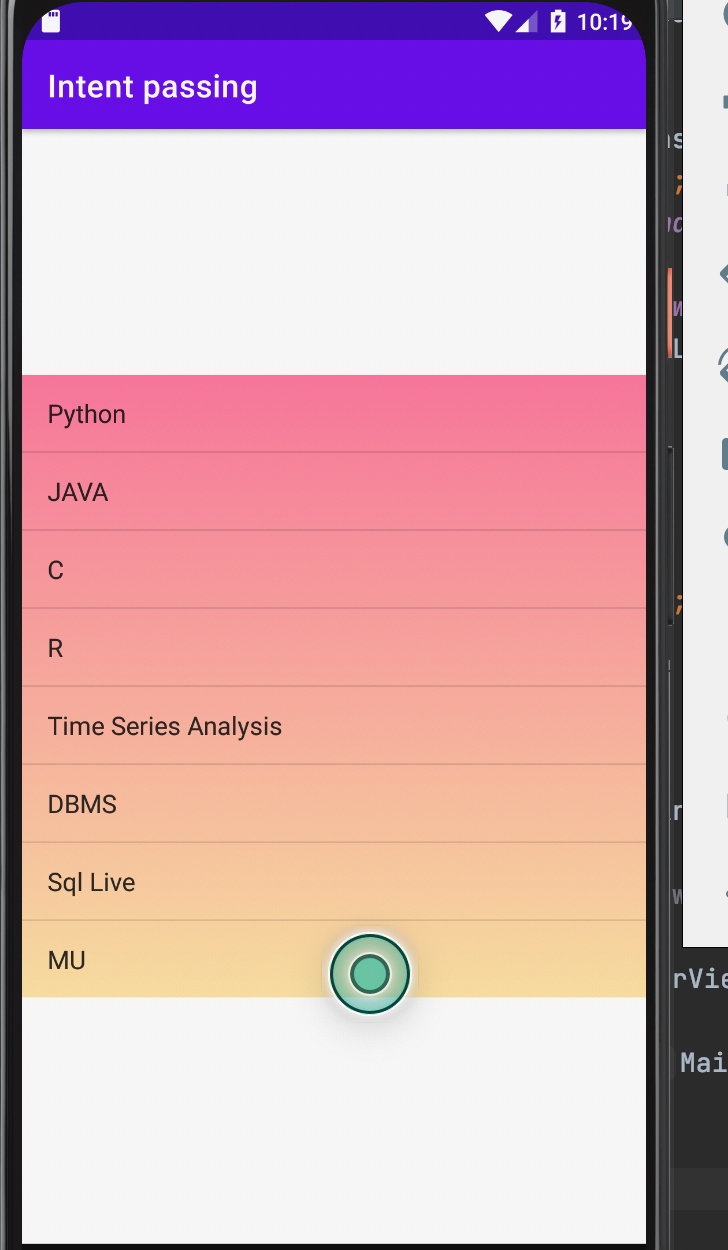 10:19
Intent passing
Python
JAVA
C
R
Time Series Analysis
DBMS
Sql Live
MU
rVie
Mai